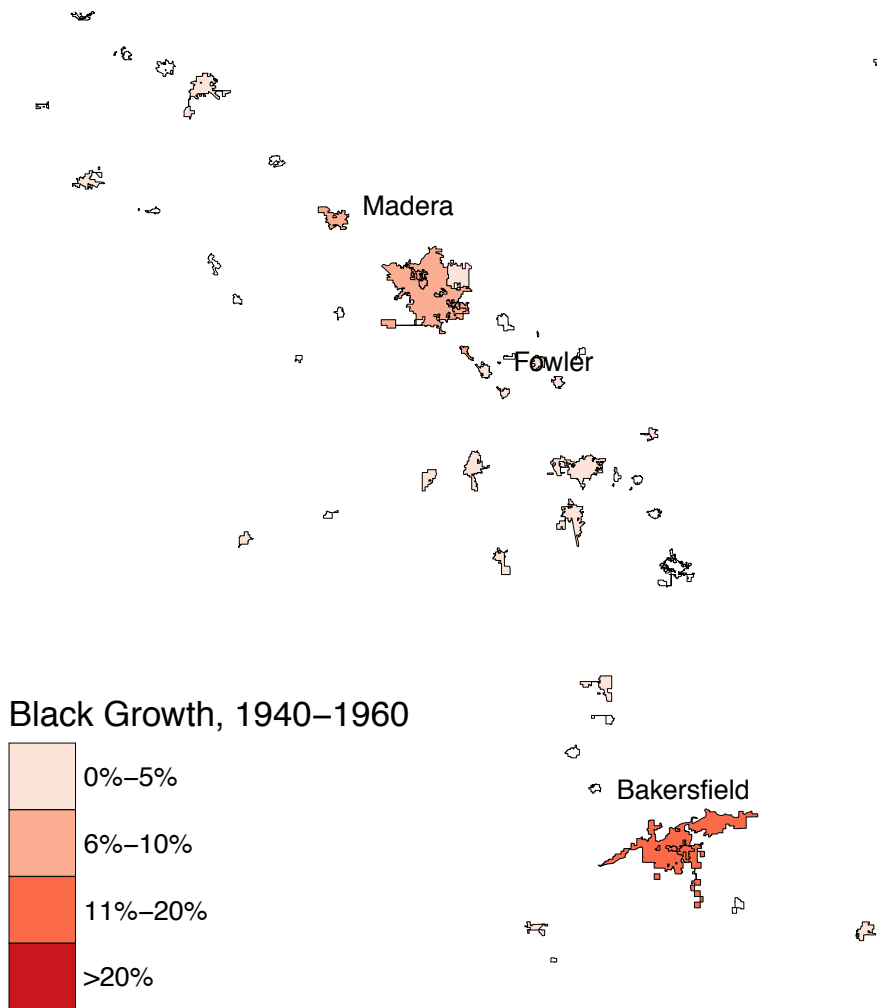 Madera
Fowler
Black Growth, 1940–1960
0%–5%
6%–10%
11%–20%
>20%
Bakersfield